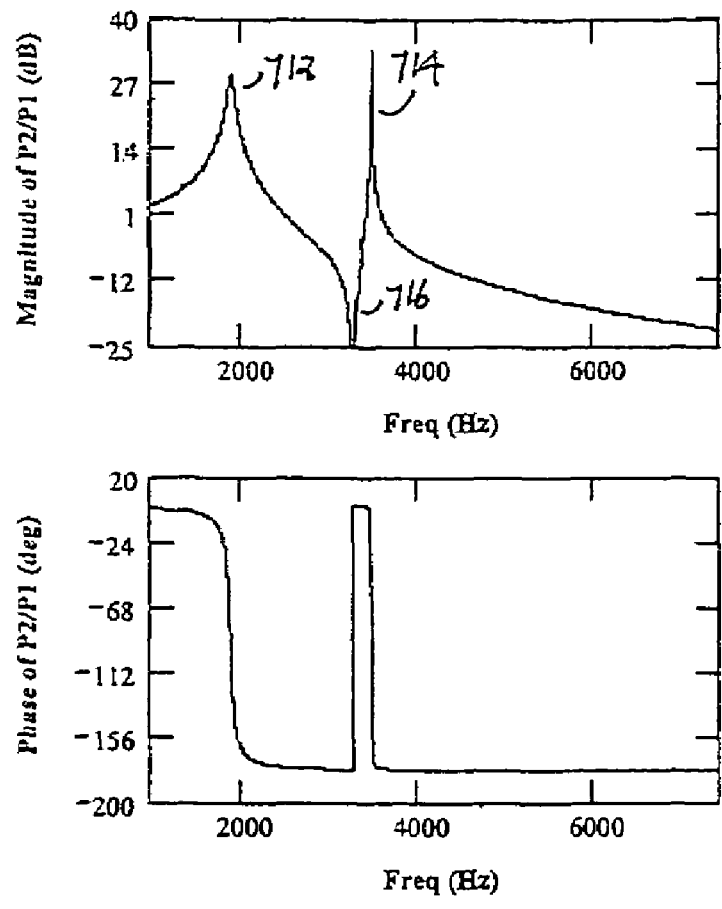 40
27
14
1
-12
-25
Magnitude of P2/P1 (dB)
712
714
716
2000 4000 6000
Freq (Hz)
20
-24
-68
-112
-156
-200
Phase of P2/P1 (deg)
2000 4000 6000
Freq (Hz)